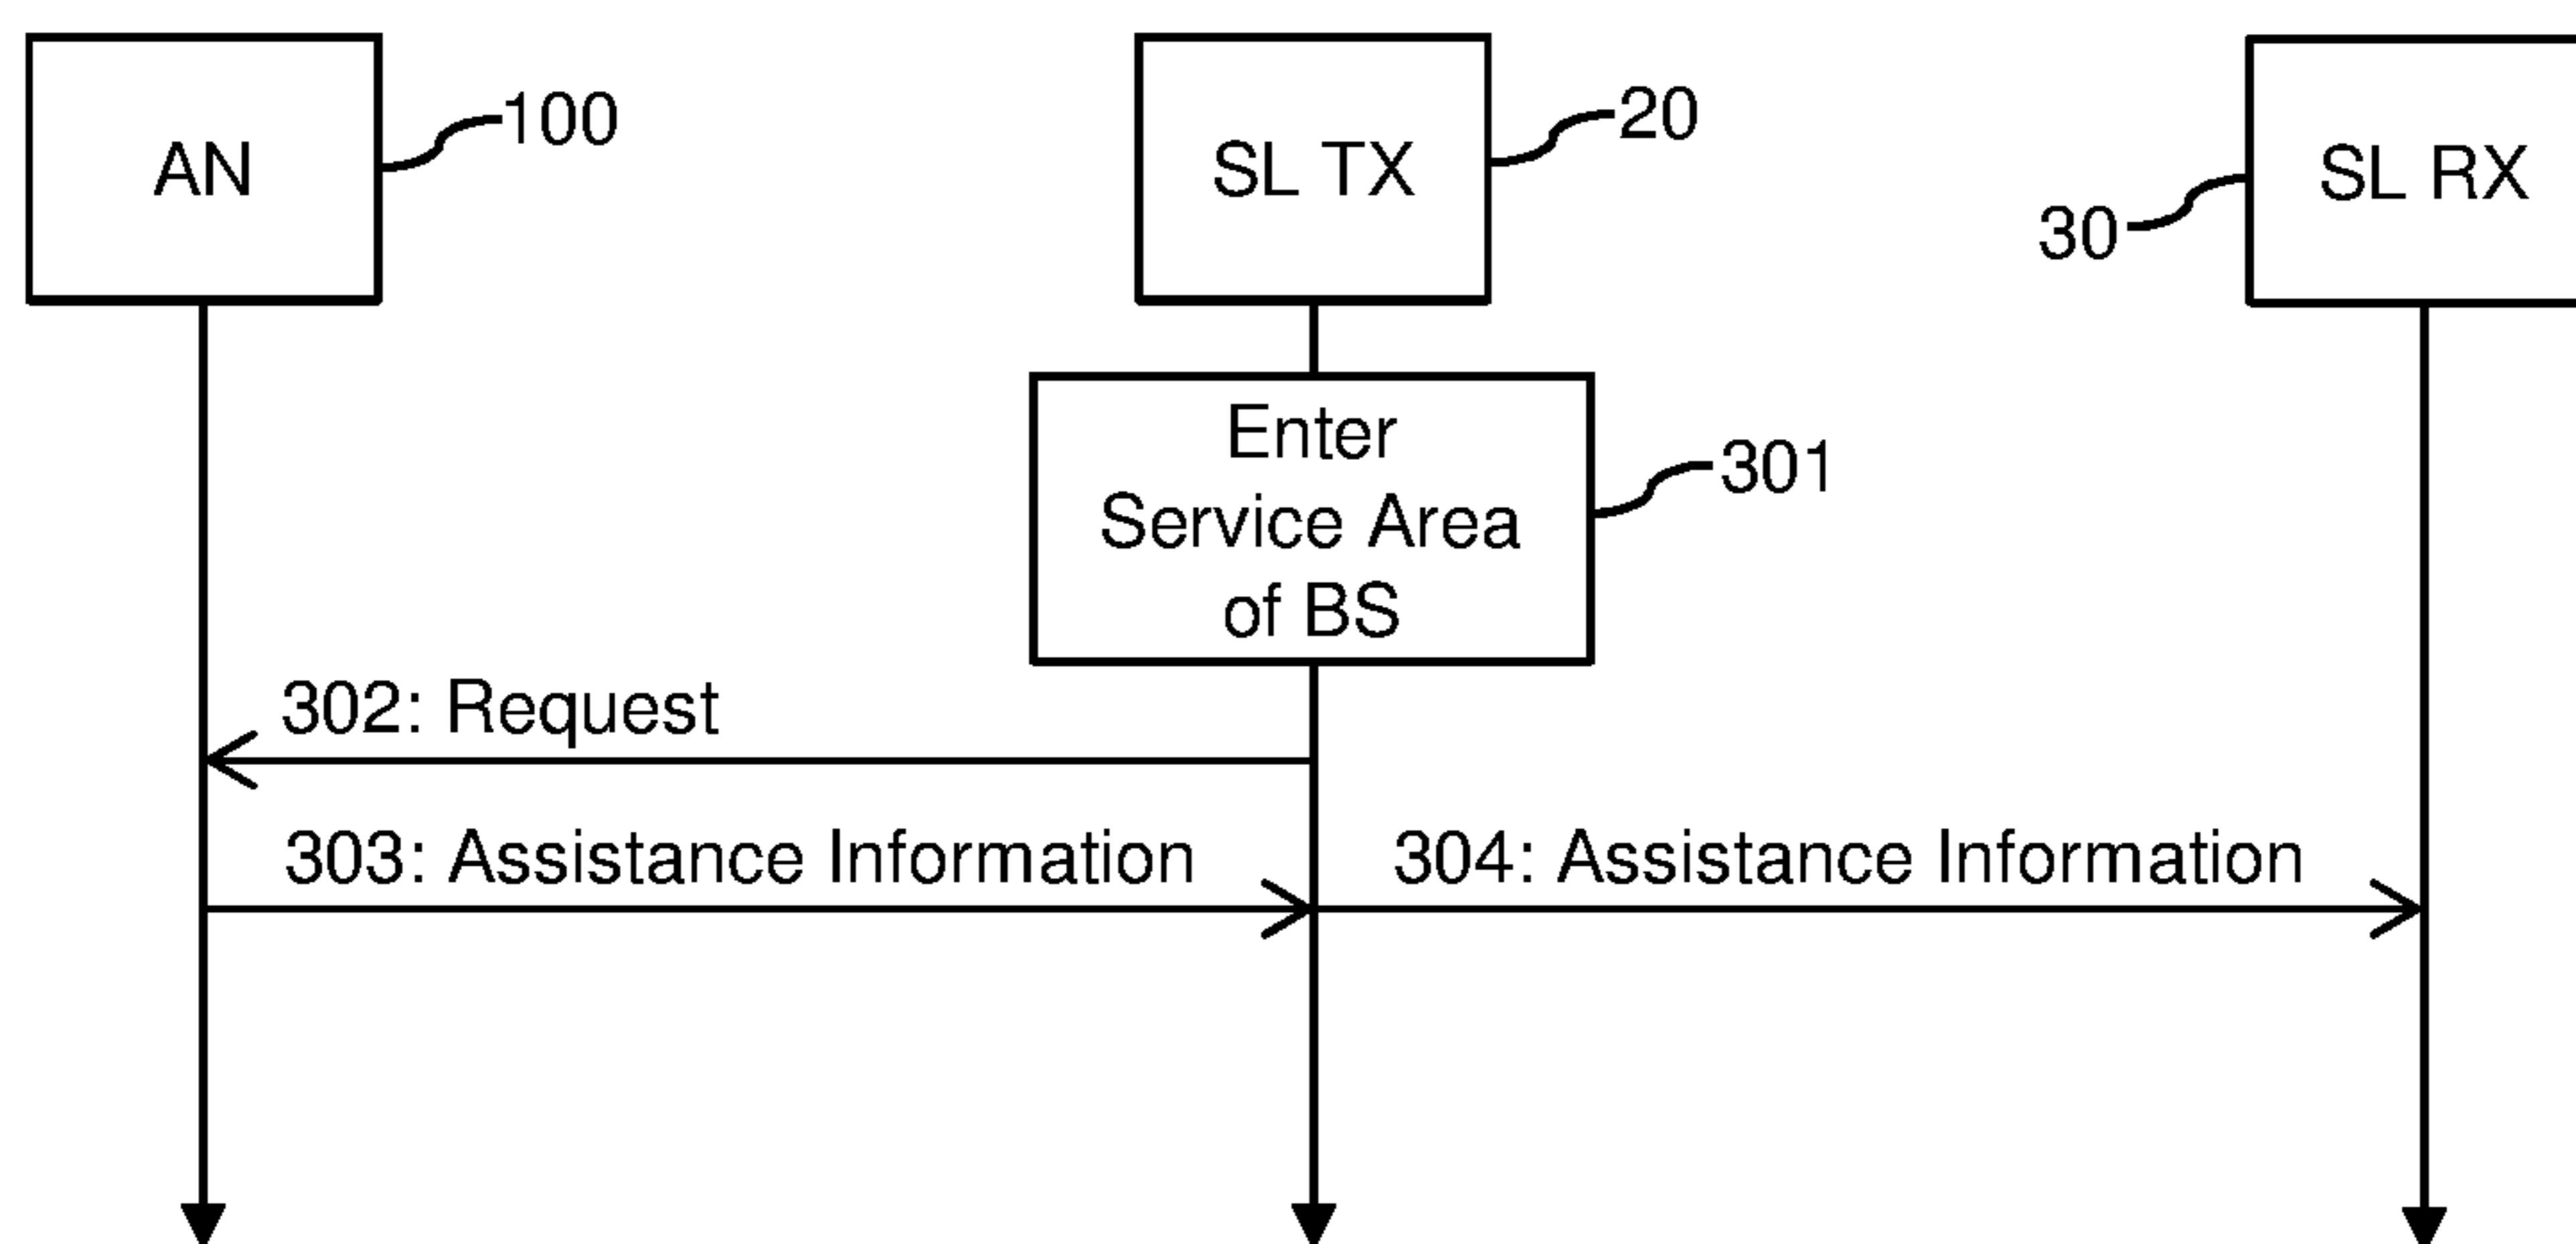 AN
100
SL TX
20
SL RX
30
Enter
Service Area
of BS
301
302: Request
303: Assistance Information
304: Assistance Information